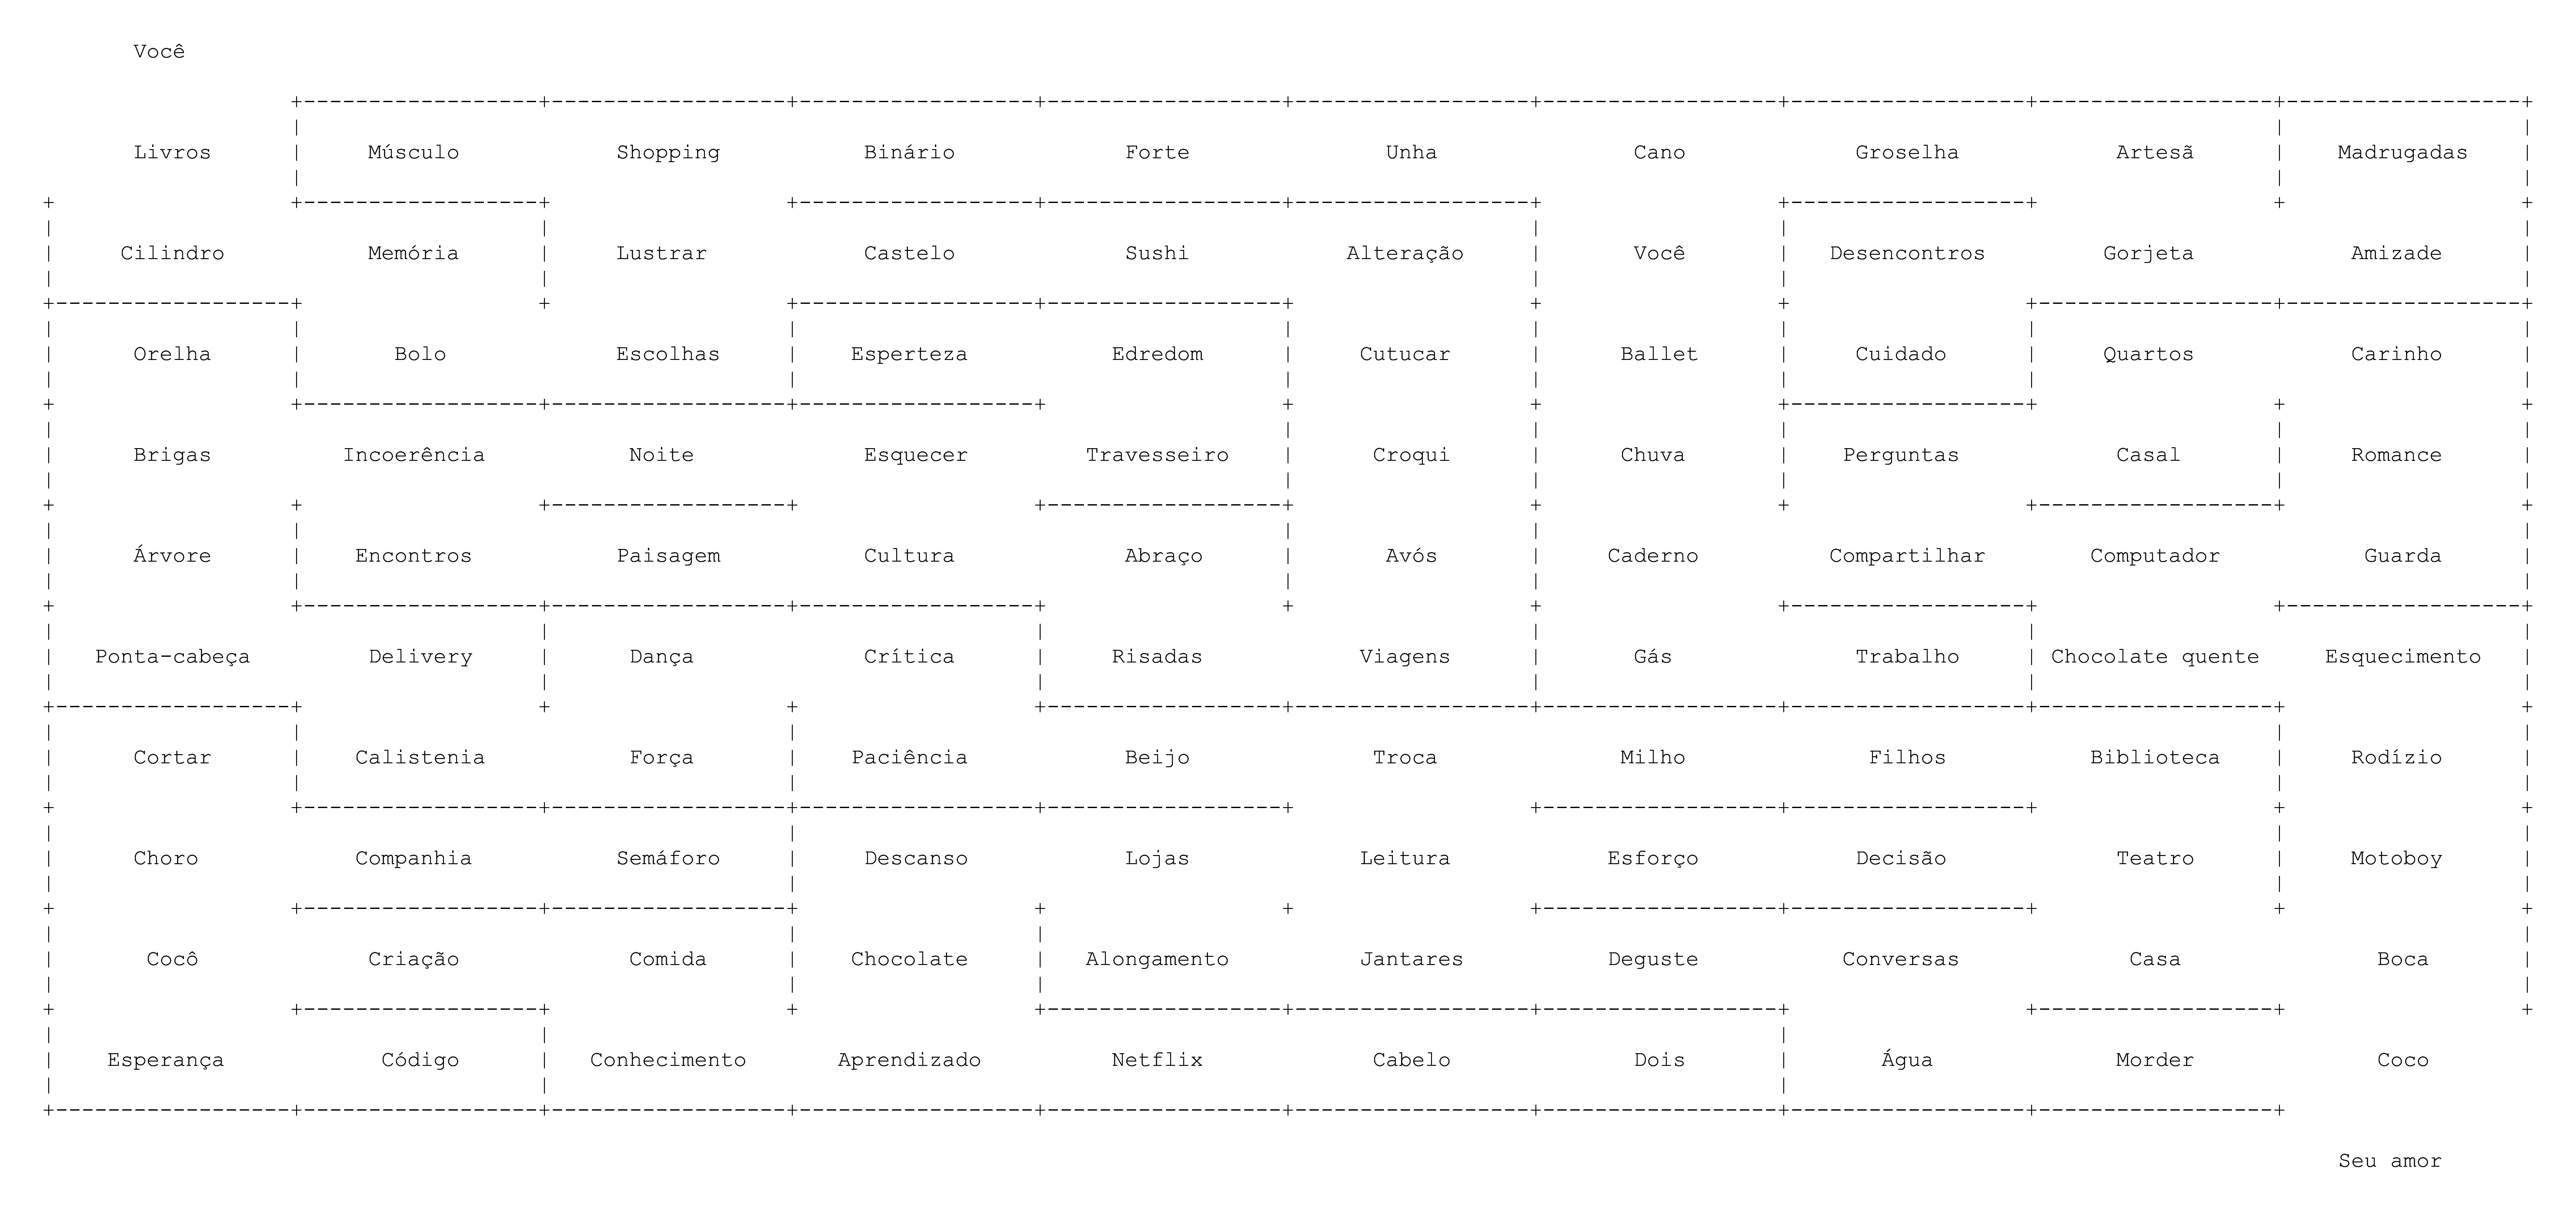 Você
Livros Músculo Shopping Binário Forte Unha Cano Groselha Artesã Madrugadas
Cilindro Memória Lustrar Castelo Sushi Alteração Você Desencontros Gorjeta Amizade
Orelha Bolo Escolhas Esperteza Edredom Cutucar Ballet Cuidado Quartos Carinho
Brigas Incoerência Noite Esquecer Travesseiro Croqui Chuva Perguntas Casal Romance
Árvore Encontros Paisagem Cultura Abraço Avós Caderno Compartilhar Computador Guarda
Ponta-cabeça Delivery Dança Crítica Risadas Viagens Gás Trabalho Chocolate quente Esquecimento
Cortar Calistenia Força Paciência Beijo Troca Milho Filhos Biblioteca Rodízio
Choro Companhia Semáforo Descanso Lojas Leitura Esforço Decisão Teatro Motoboy
Cocô Criação Comida Chocolate Alongamento Jantares Deguste Conversas Casa Boca
Esperança Código Conhecimento Aprendizado Netflix Cabelo Dois Água Morder Coco
Seu amor